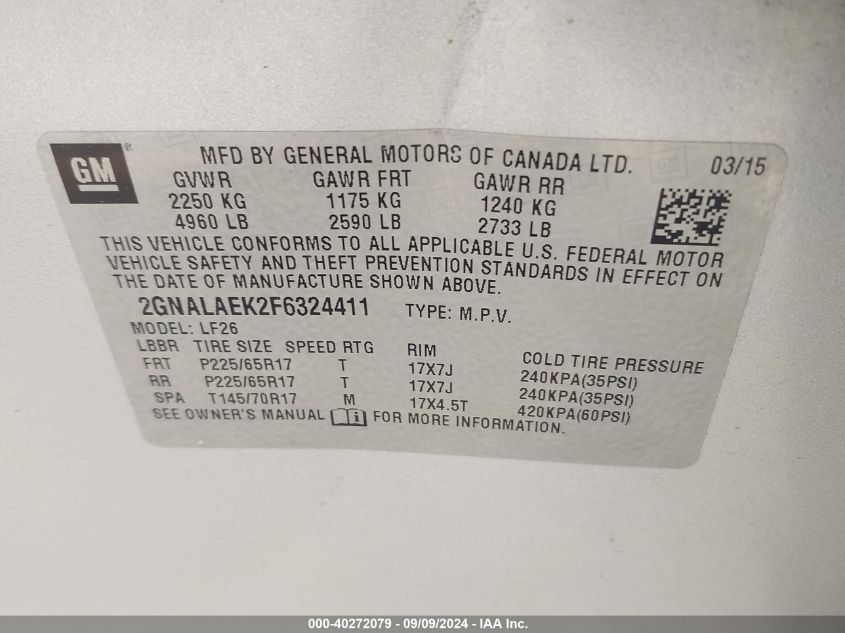 GM ® MFD BY GENERAL MOTORS OF CANADA LTD. 03/15
GVWR GAWR FRT GAWR RR
2250 KG 1175 KG 1240 KG
4960 LB 2590 LB 2733 LB
THIS VEHICLE CONFORMS TO ALL APPLICABLE U.S. FEDERAL MOTOR
VEHICLE SAFETY AND THEFT PREVENTION STANDARDS IN EFFECT ON
THE DATE OF MANUFACTURE SHOWN ABOVE.
2GNALAEK2F6324411 TYPE: M.P.V.
MODEL: LF26
LBBR TIRE SIZE SPEED RTG RIM COLD TIRE PRESSURE
FRT P225/65R17 T 17X7J 240KPA(35PSI)
RR P225/65R17 T 17X7J 240KPA(35PSI)
SPA T145/70R17 M 17X4.5T 420KPA(60PSI)
SEE OWNER'S MANUAL i FOR MORE INFORMATION.
000-40272079 - 09/09/2024 - IAA Inc.